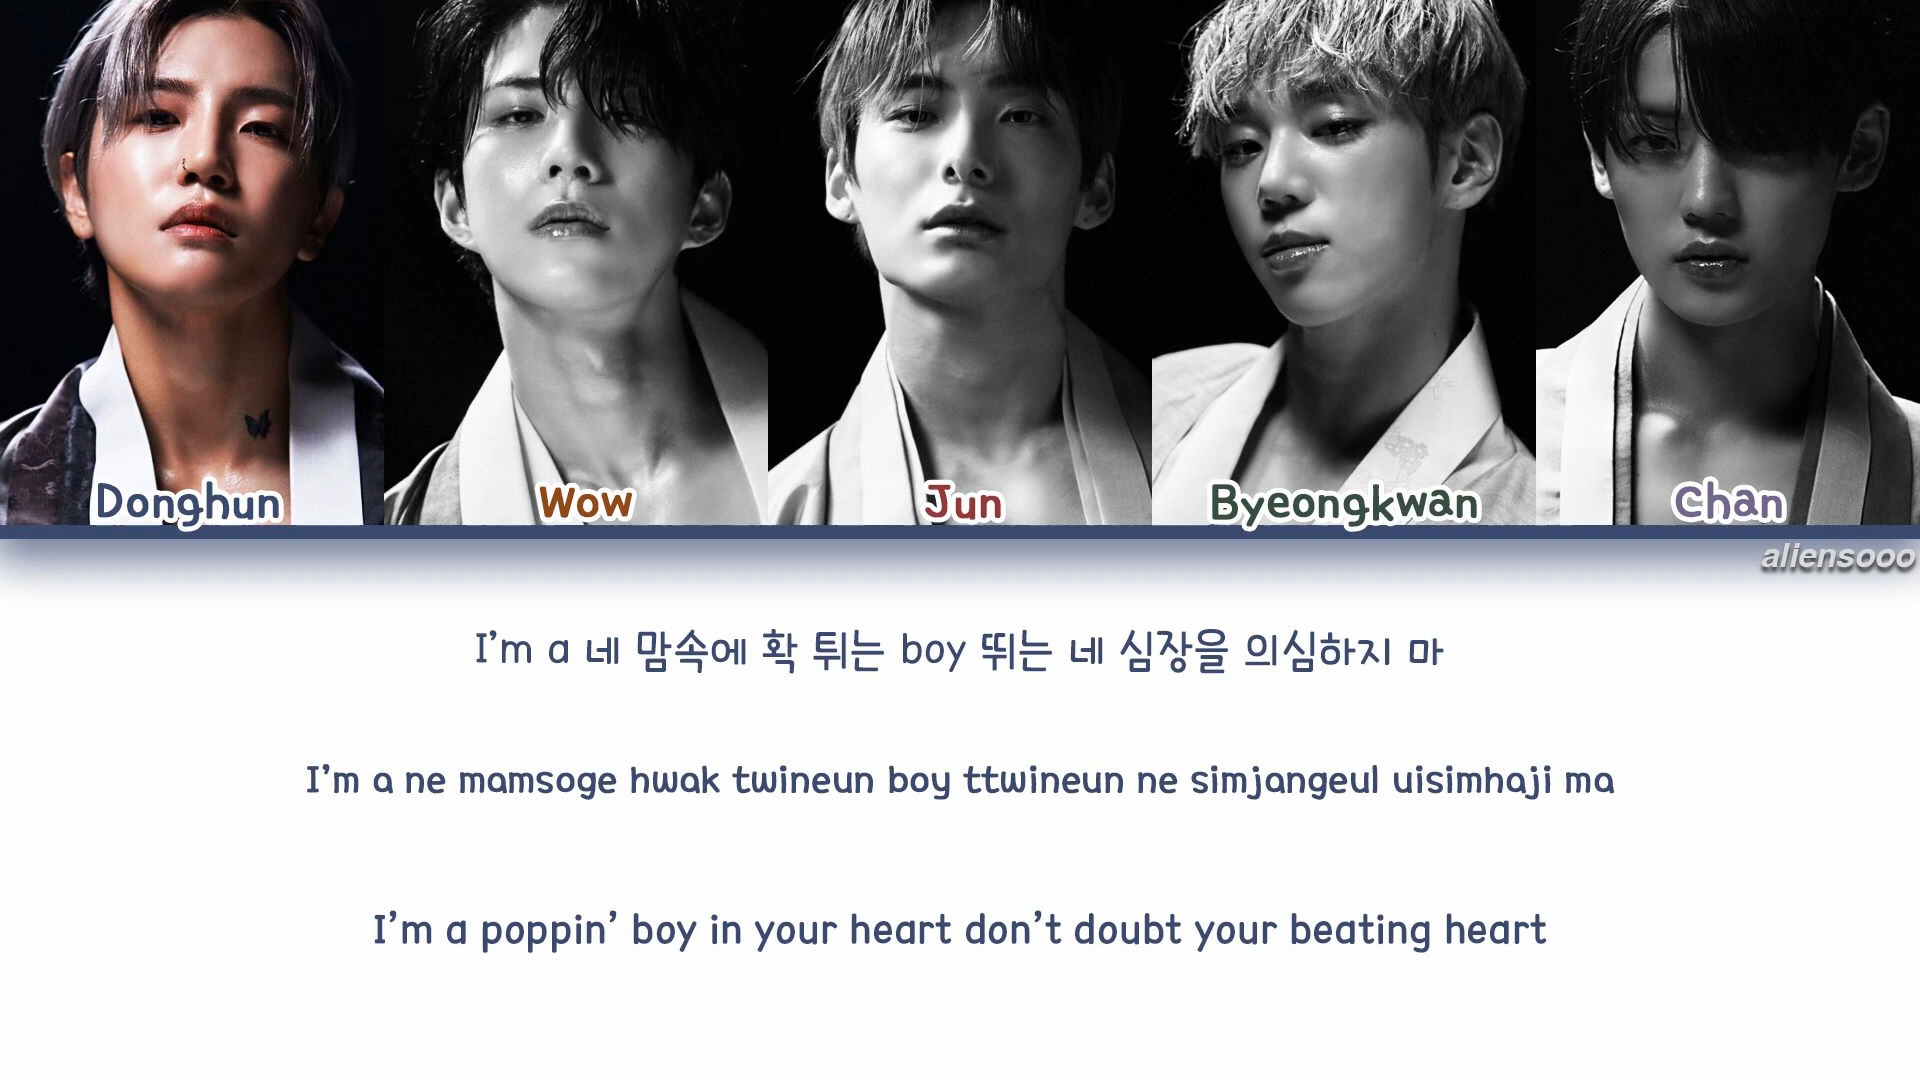 Donghun
Wow
Jun
Byeongkwan
Chan
aliensooo
I'm a 네 맘속에 확 튀는 boy 뛰는 네 심장을 의심하지 마
I'm a ne mamsoge hwak twineun boy ttwineun ne simjangeul uisimhaji ma
I'm a poppin' boy in your heart don't doubt your beating heart